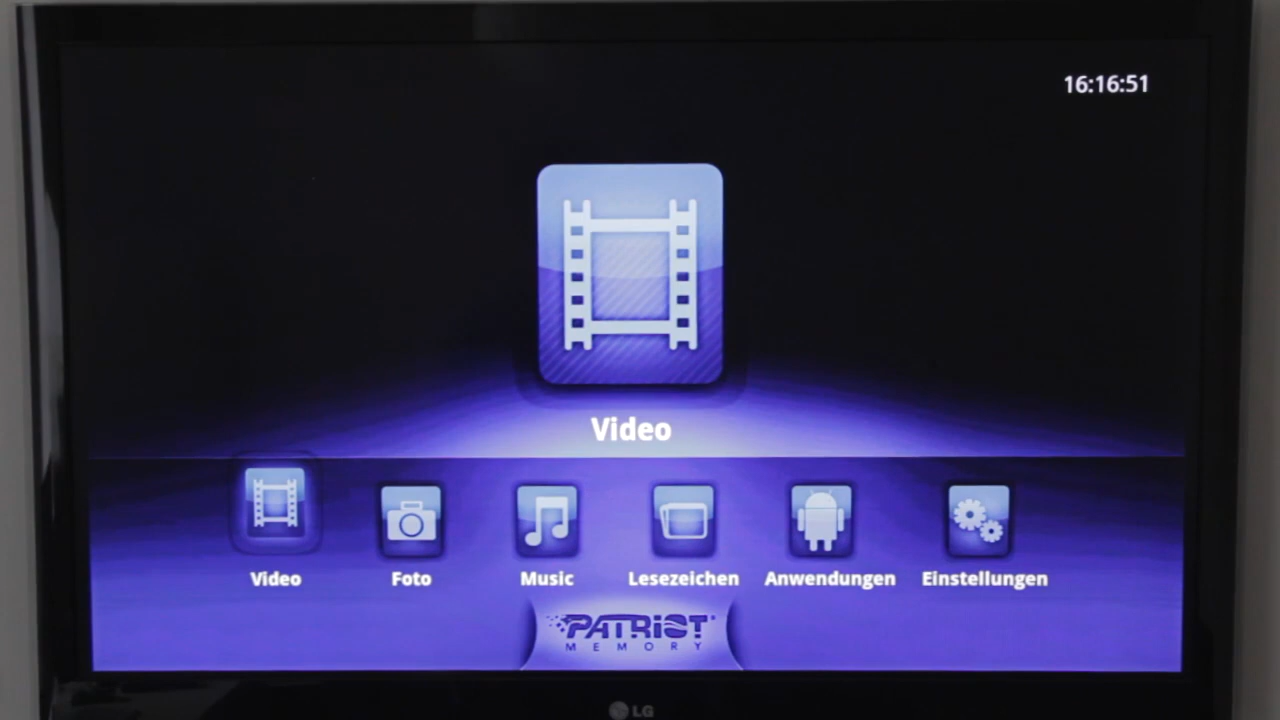 16:16:51
Video
Video Foto Music Lesezeichen Anwendungen Einstellungen
PATRIOT
MEMORY
LG